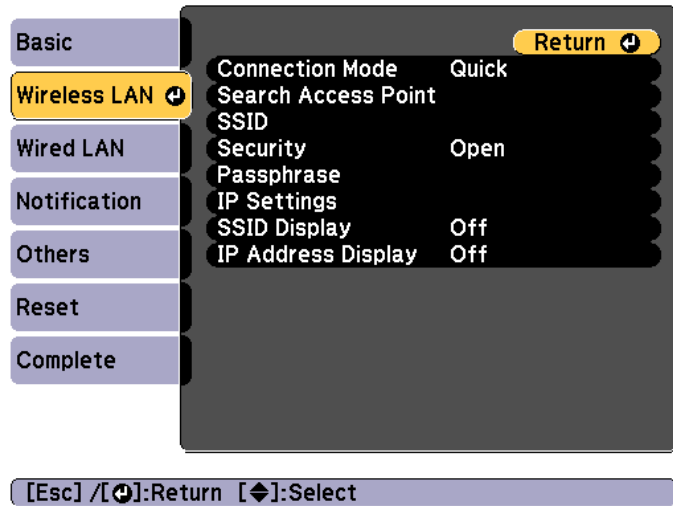 Basic
Wireless LAN
Wired LAN
Notification
Others
Reset
Complete
Return
Connection Mode Quick
Search Access Point
SSID
Security Open
Passphrase
IP Settings
SSID Display Off
IP Address Display Off
[Esc] /[⏎]:Return [◆]:Select